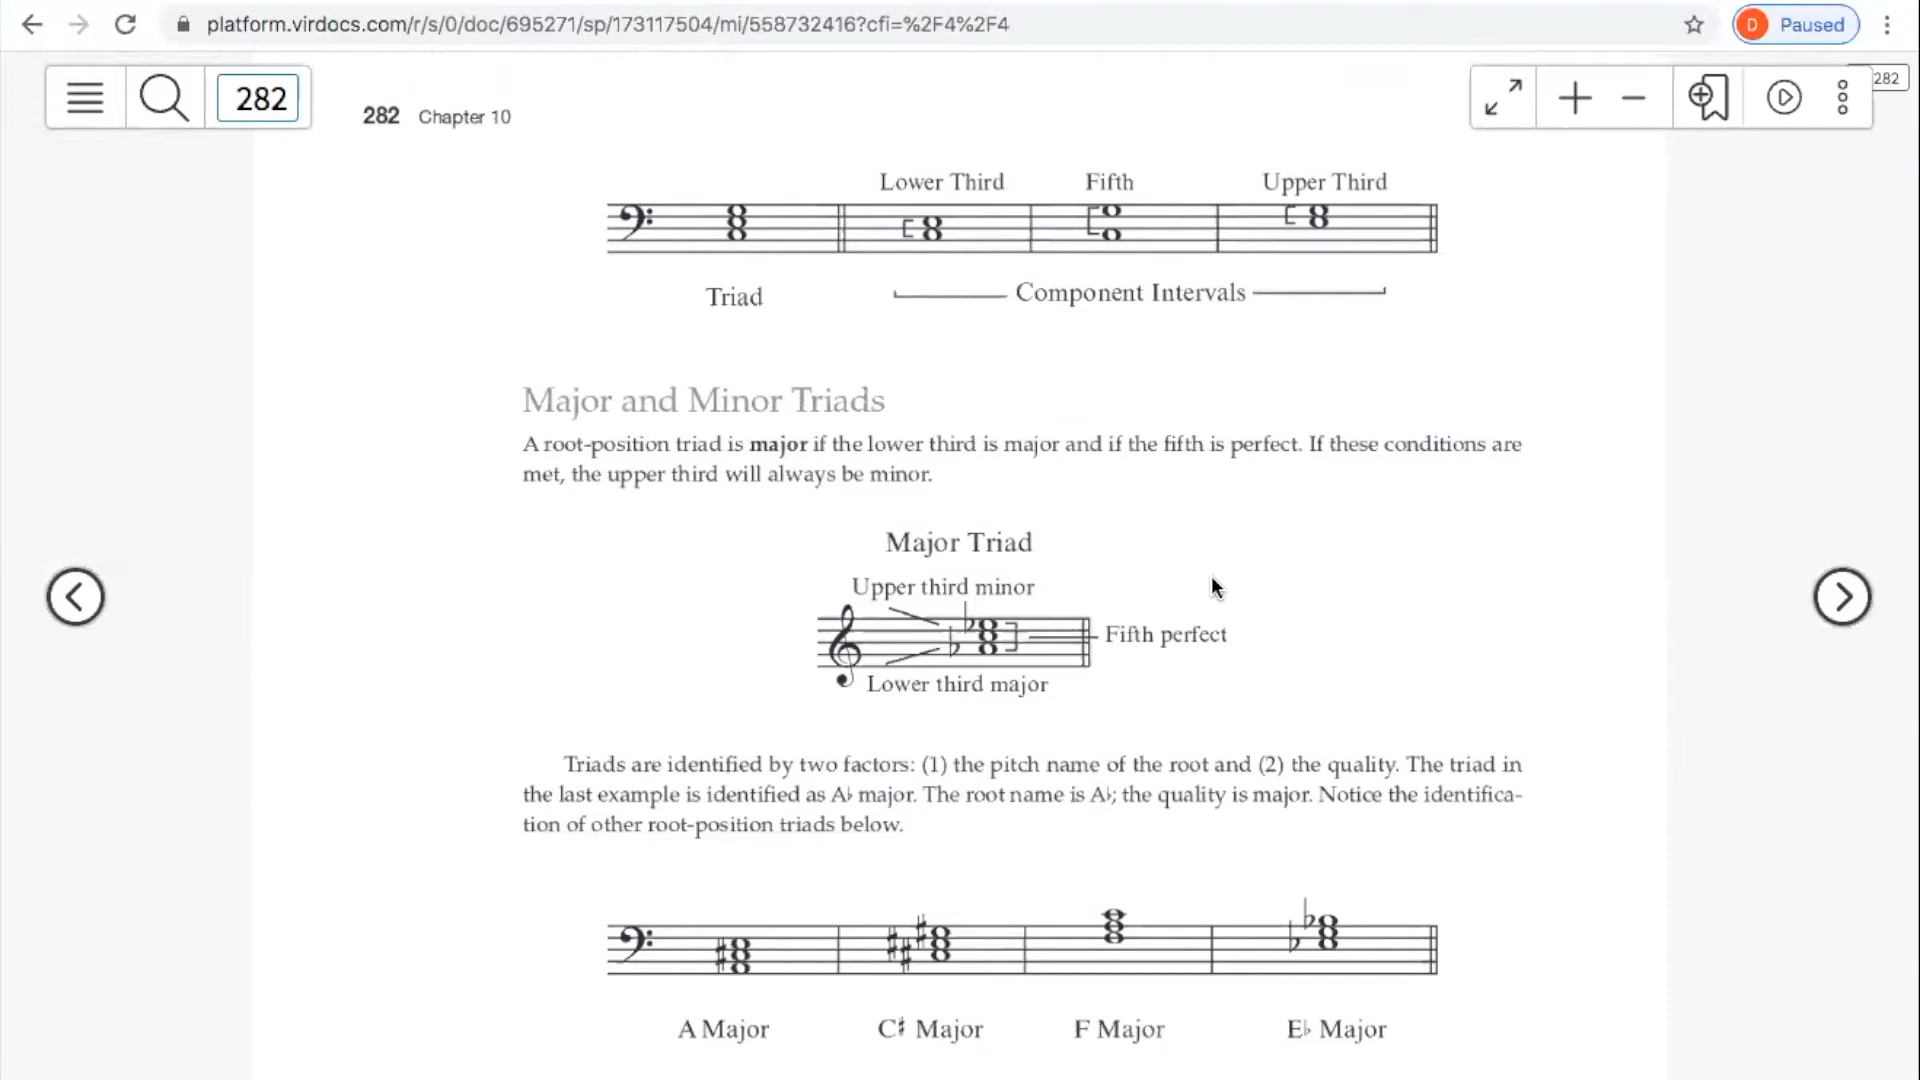 platform.virdocs.com/r/s/0/doc/695271/sp/173117504/mi/558732416?cfi=%2F4%2F4
D Paused
282
282
282 Chapter 10
Lower Third Fifth Upper Third
Triad Component Intervals
Major and Minor Triads
A root-position triad is major if the lower third is major and if the fifth is perfect. If these conditions are
met, the upper third will always be minor.
Major Triad
Upper third minor
Fifth perfect
Lower third major
Triads are identified by two factors: (1) the pitch name of the root and (2) the quality. The triad in
the last example is identified as A♭ major. The root name is A♭; the quality is major. Notice the identifica-
tion of other root-position triads below.
A Major C♯ Major F Major E♭ Major